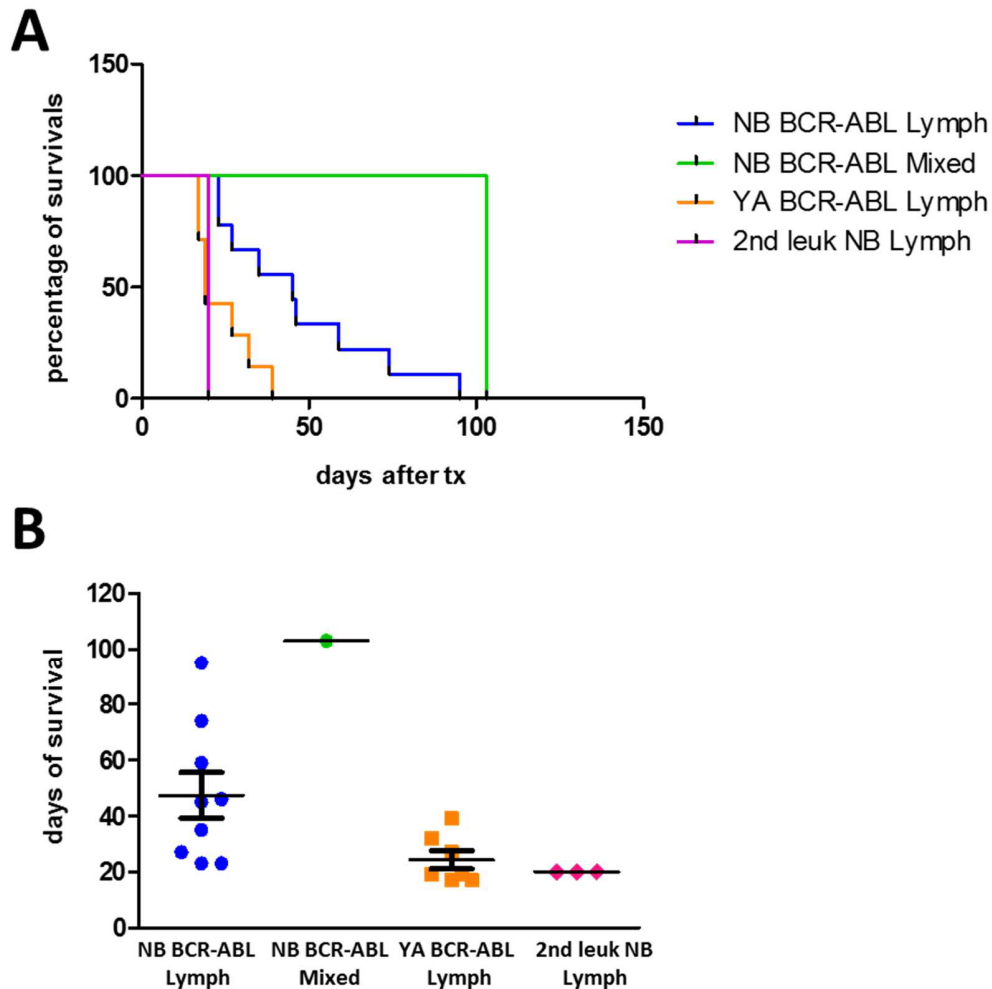 A
150
100
50
0
percentage of survivals
0 50 100 150
days after tx
NB BCR-ABL Lymph
NB BCR-ABL Mixed
YA BCR-ABL Lymph
2nd leuk NB Lymph
B
120
100
80
60
40
20
0
days of survival
NB BCR-ABL
Lymph
NB BCR-ABL
Mixed
YA BCR-ABL
Lymph
2nd leuk NB
Lymph